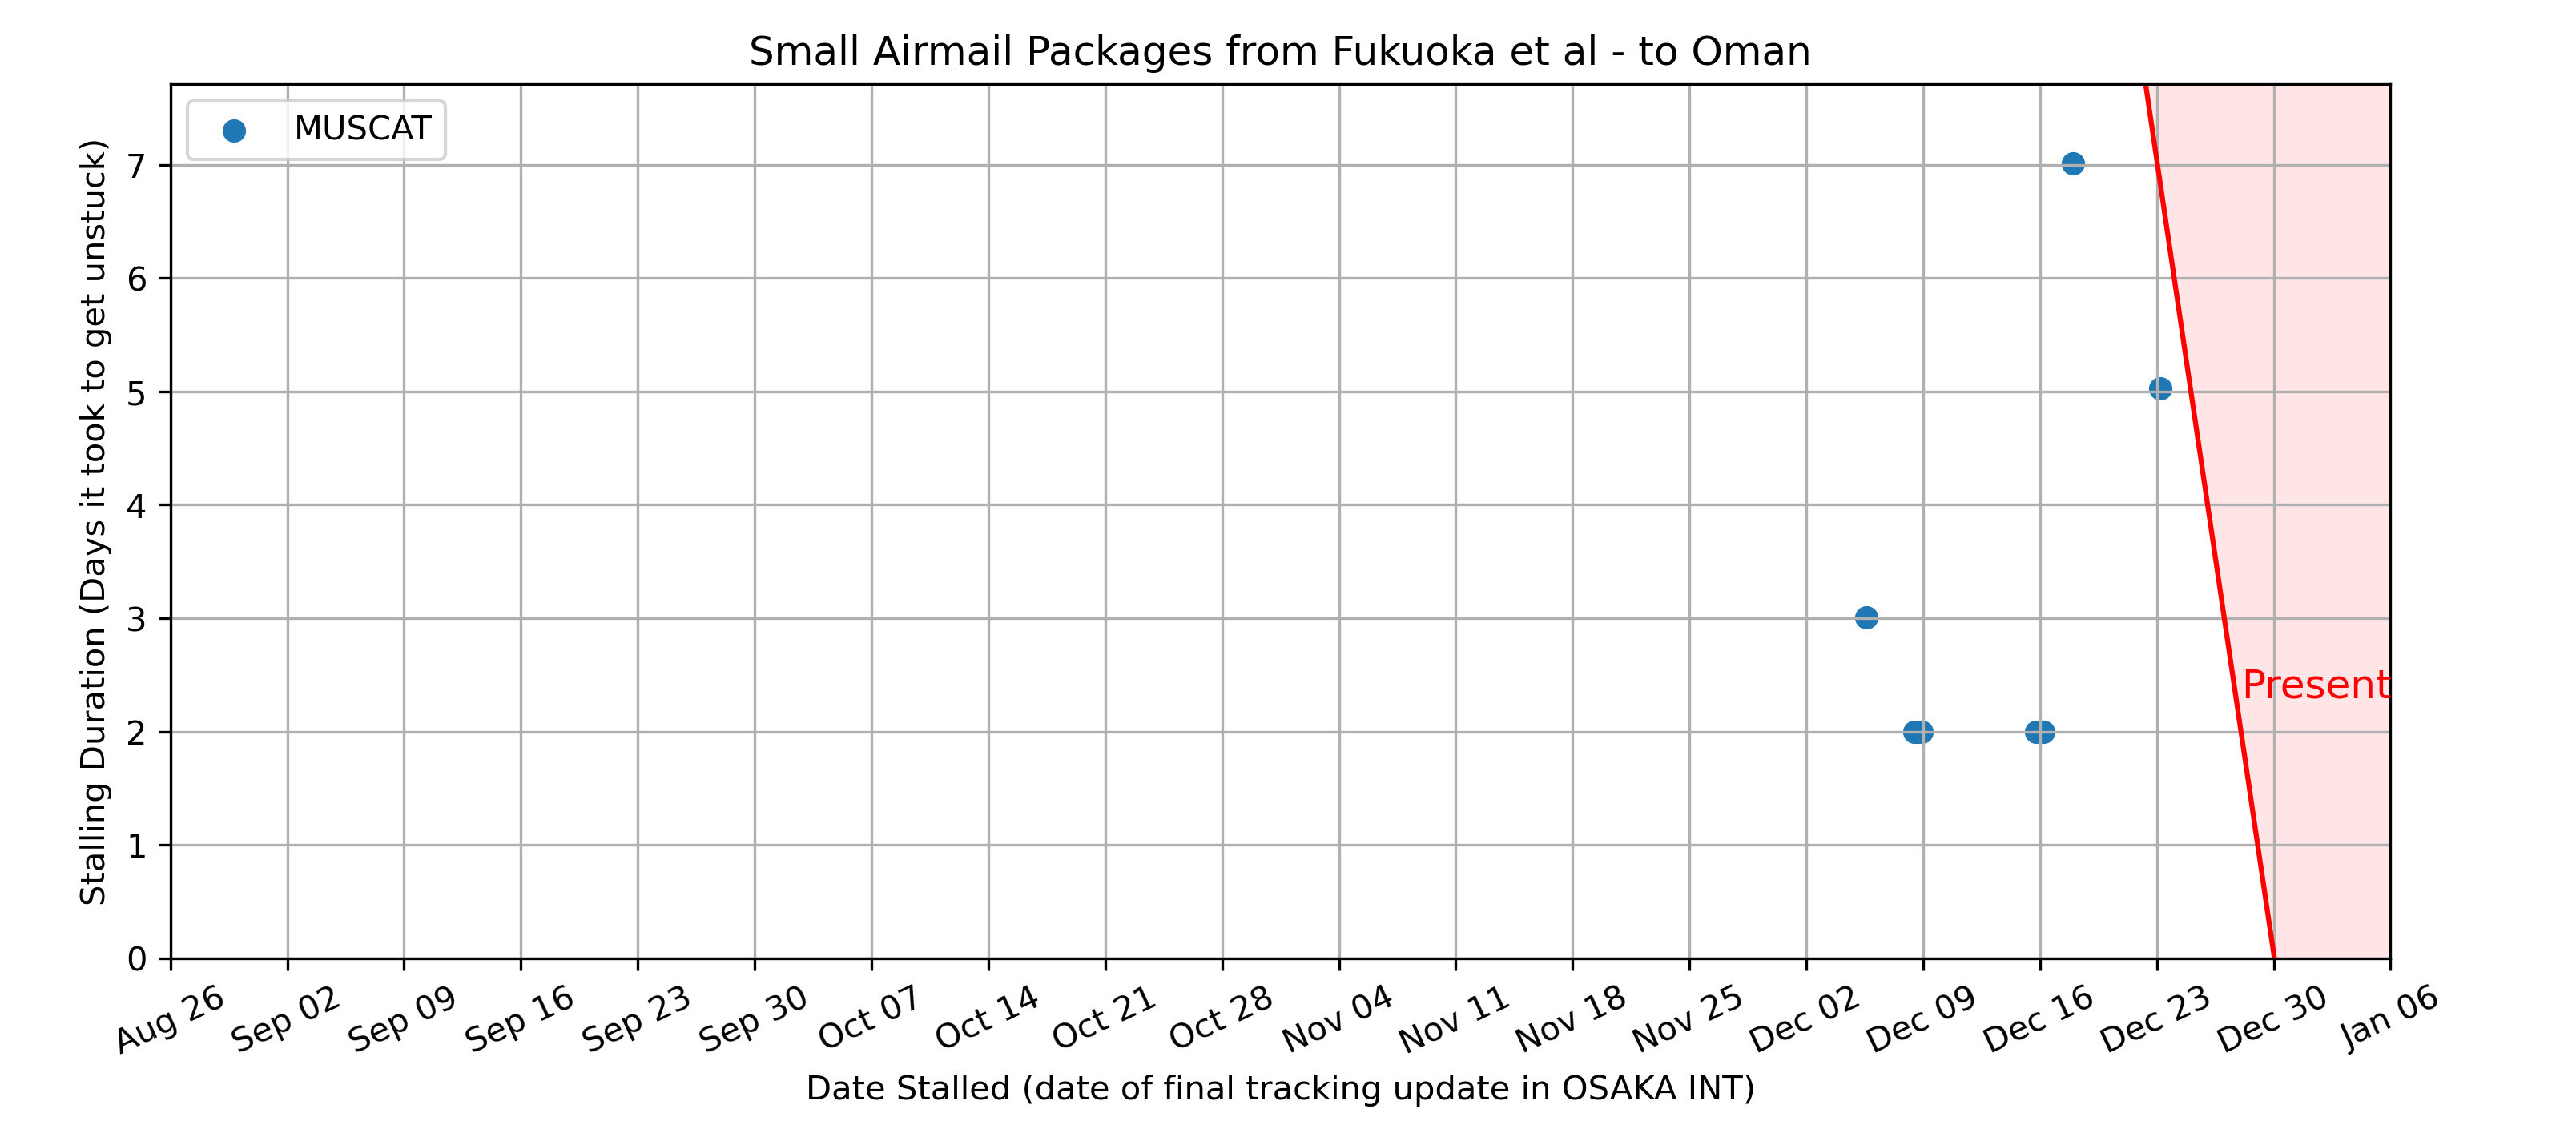 Small Airmail Packages from Fukuoka et al - to Oman
MUSCAT
Stalling Duration (Days it took to get unstuck)
7
6
5
4
3
2
1
0
Present
Aug 26 Sep 02 Sep 09 Sep 16 Sep 23 Sep 30 Oct 07 Oct 14 Oct 21 Oct 28 Nov 04 Nov 11 Nov 18 Nov 25 Dec 02 Dec 09 Dec 16 Dec 23 Dec 30 Jan 06
Date Stalled (date of final tracking update in OSAKA INT)